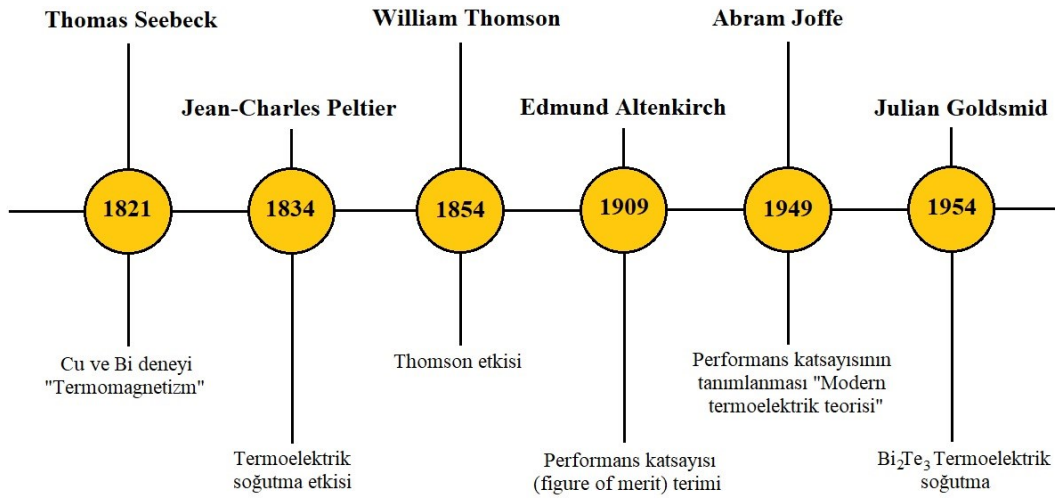 Thomas Seebeck
1821
Cu ve Bi deneyi
"Termomagnetizm"
Jean-Charles Peltier
1834
Termoelektrik
soğutma etkisi
William Thomson
1854
Thomson etkisi
Edmund Altenkirch
1909
Performans katsayısı
(figure of merit) terimi
Abram Joffe
1949
Performans katsayısının
tanımlanması "Modern
termoelektrik teorisi"
Julian Goldsmid
1954
Bi₂Te₃ Termoelektrik
soğutma